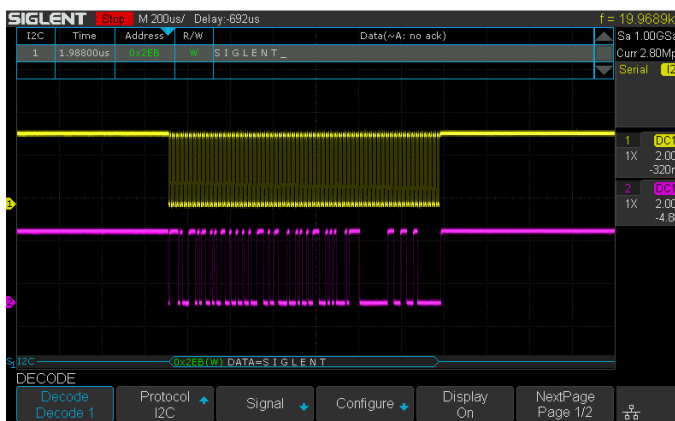 SIGLENT Stop M 200us/ Delay:-692us f = 19.9689k
I2C Time Address R/W Data(~A: no ack) Sa 1.00GSa
1 1.98800us 0x2EB W S I G L E N T _ Curr 2.80Mp
Serial I2
1 DC1
1X 2.00
-320m
2 DC1
1X 2.00
-4.8
1
2
S1 I2C 0x2EB(W) DATA=S I G L E N T
DECODE
Decode Protocol Signal Configure Display NextPage
Decode 1 I2C On Page 1/2